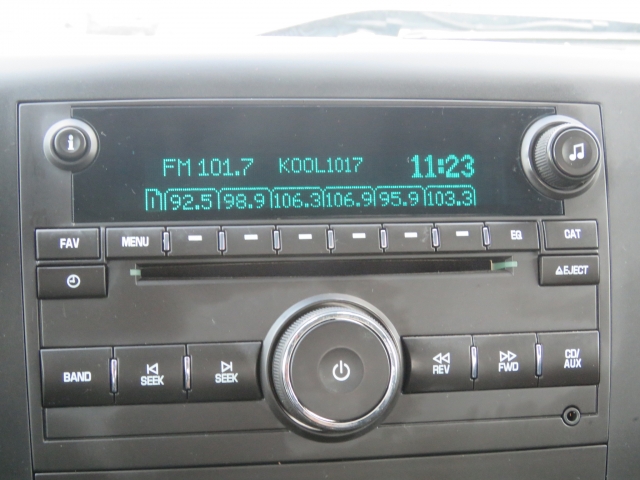 i
FM 101.7 KOOL1017 11:23
1 92.5 98.9 106.3 106.9 95.9 103.3
FAV MENU EQ CAT
EJECT
BAND SEEK SEEK REV FWD CD/AUX